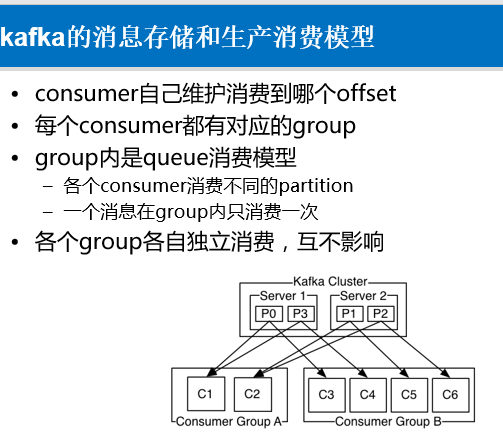 kafka的消息存储和生产消费模型
• consumer自己维护消费到哪个offset
• 每个consumer都有对应的group
• group内是queue消费模型
– 各个consumer消费不同的partition
– 一个消息在group内只消费一次
• 各个group各自独立消费，互不影响
Kafka Cluster
Server 1 Server 2
P0 P3 P1 P2
C1 C2 C3 C4 C5 C6
Consumer Group A Consumer Group B